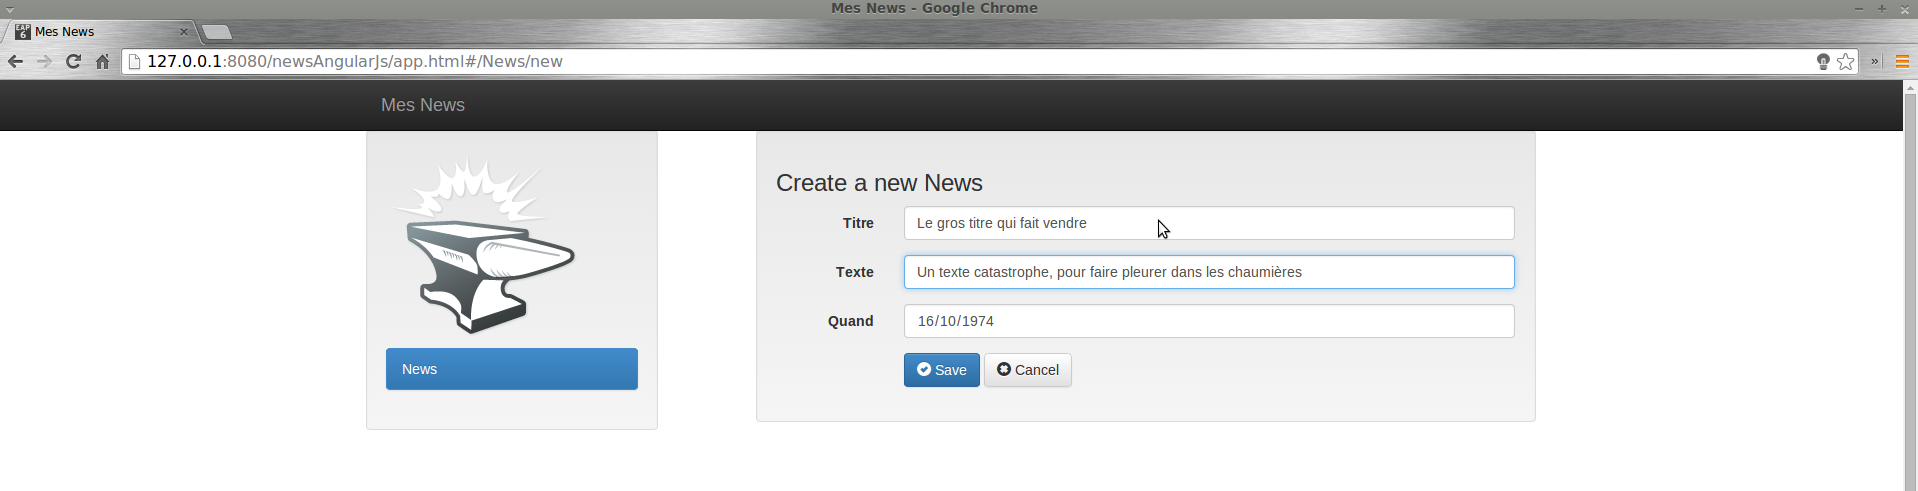 Mes News - Google Chrome
EAP 6 Mes News
127.0.0.1:8080/newsAngularJs/app.html#/News/new
»
Mes News
Create a new News
Titre Le gros titre qui fait vendre
Texte Un texte catastrophe, pour faire pleurer dans les chaumières
Quand 16/10/1974
News
Save Cancel